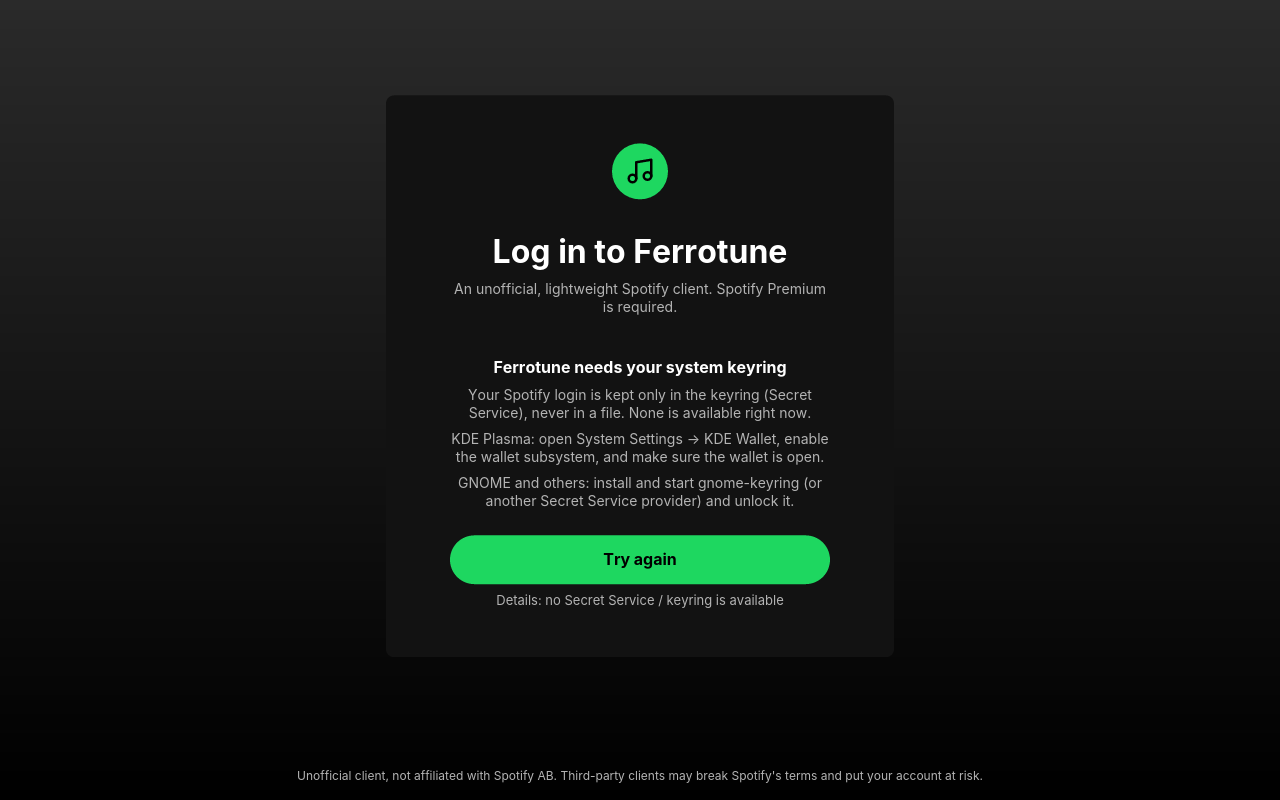 Log in to Ferrotune
An unofficial, lightweight Spotify client. Spotify Premium
is required.
Ferrotune needs your system keyring
Your Spotify login is kept only in the keyring (Secret
Service), never in a file. None is available right now.
KDE Plasma: open System Settings → KDE Wallet, enable
the wallet subsystem, and make sure the wallet is open.
GNOME and others: install and start gnome-keyring (or
another Secret Service provider) and unlock it.
Try again
Details: no Secret Service / keyring is available
Unofficial client, not affiliated with Spotify AB. Third-party clients may break Spotify's terms and put your account at risk.